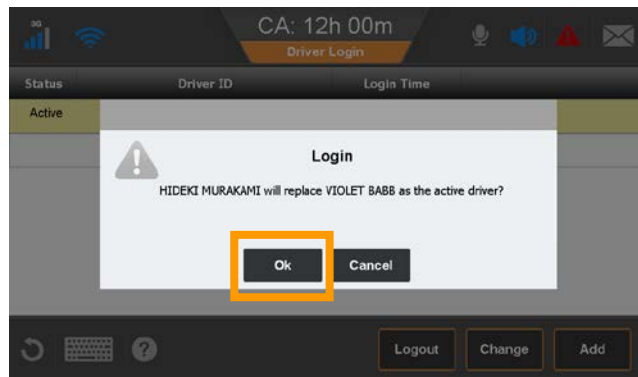 3G
CA: 12h 00m
Driver Login
Status Driver ID Login Time
Active
Login
HIDEKI MURAKAMI will replace VIOLET BABB as the active driver?
Ok Cancel
Logout Change Add